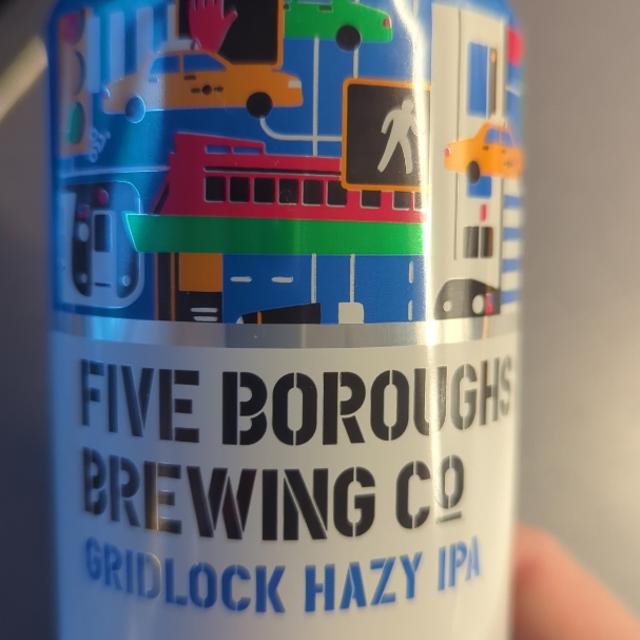 FIVE BOROUGHS
BREWING CO
GRIDLOCK HAZY IPA